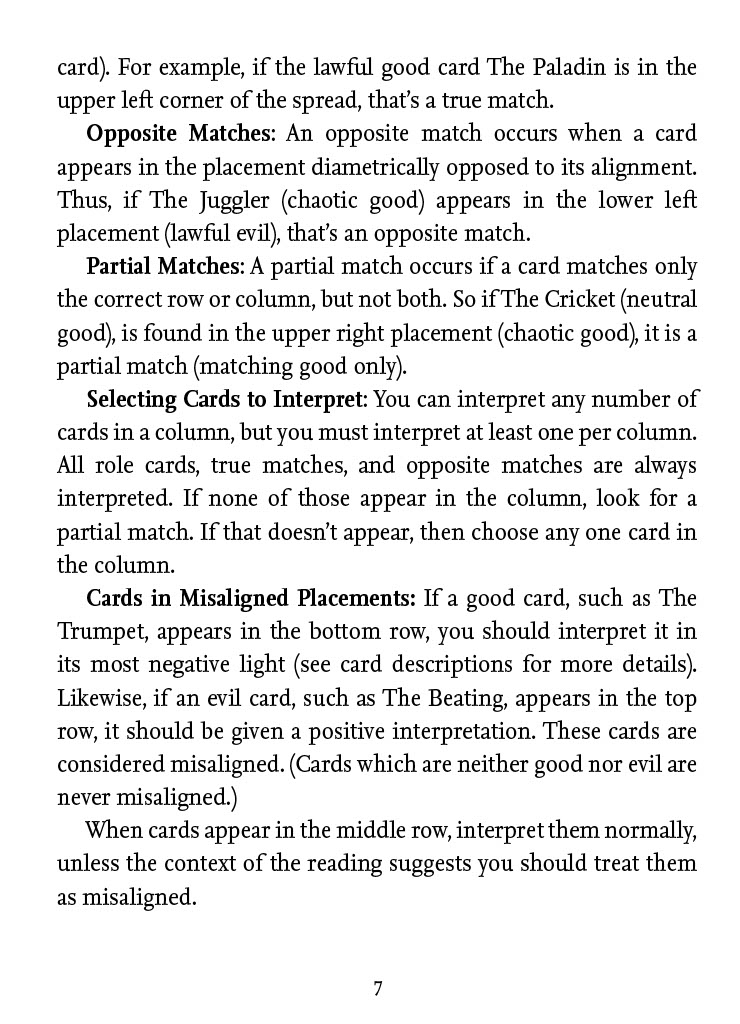 card). For example, if the lawful good card The Paladin is in the
upper left corner of the spread, that’s a true match.
Opposite Matches: An opposite match occurs when a card
appears in the placement diametrically opposed to its alignment.
Thus, if The Juggler (chaotic good) appears in the lower left
placement (lawful evil), that’s an opposite match.
Partial Matches: A partial match occurs if a card matches only
the correct row or column, but not both. So if The Cricket (neutral
good), is found in the upper right placement (chaotic good), it is a
partial match (matching good only).
Selecting Cards to Interpret: You can interpret any number of
cards in a column, but you must interpret at least one per column.
All role cards, true matches, and opposite matches are always
interpreted. If none of those appear in the column, look for a
partial match. If that doesn’t appear, then choose any one card in
the column.
Cards in Misaligned Placements: If a good card, such as The
Trumpet, appears in the bottom row, you should interpret it in
its most negative light (see card descriptions for more details).
Likewise, if an evil card, such as The Beating, appears in the top
row, it should be given a positive interpretation. These cards are
considered misaligned. (Cards which are neither good nor evil are
never misaligned.)
When cards appear in the middle row, interpret them normally,
unless the context of the reading suggests you should treat them
as misaligned.
7